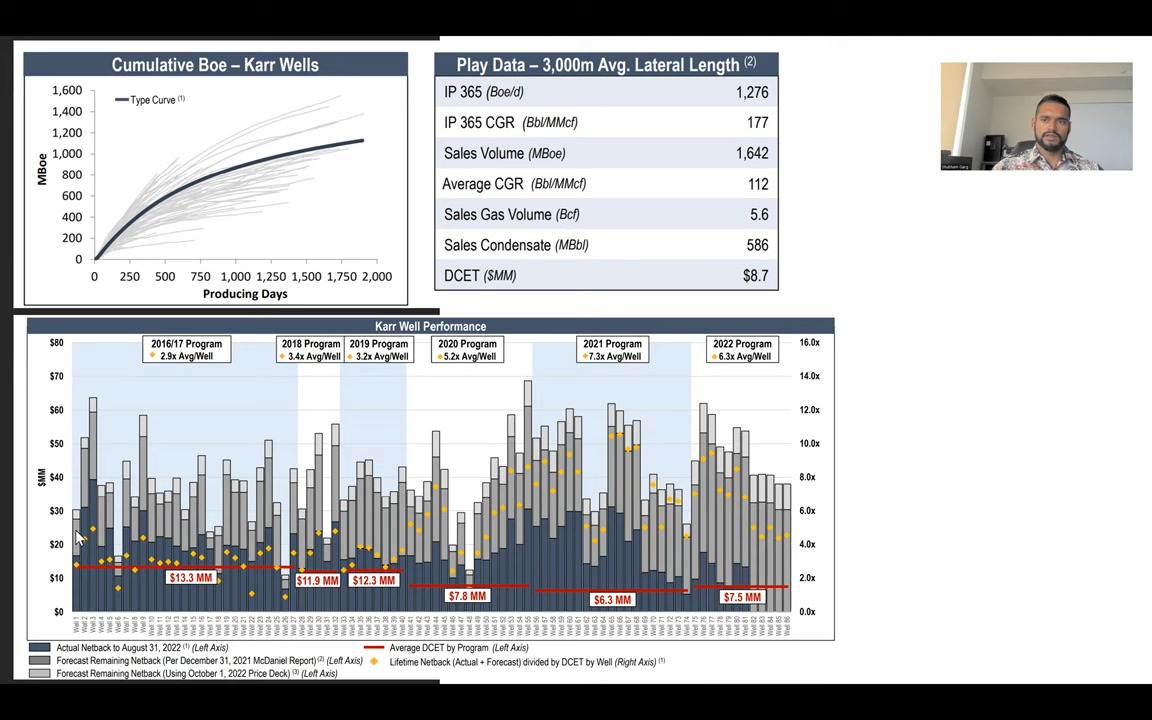 Cumulative Boe – Karr Wells
1,600
1,400
1,200
1,000
800
600
400
200
0
MBoe
Type Curve (1)
0 250 500 750 1,000 1,250 1,500 1,750 2,000
Producing Days
Play Data – 3,000m Avg. Lateral Length (2)
IP 365 (Boe/d) 1,276
IP 365 CGR (Bbl/MMcf) 177
Sales Volume (MBoe) 1,642
Average CGR (Bbl/MMcf) 112
Sales Gas Volume (Bcf) 5.6
Sales Condensate (MBbl) 586
DCET ($MM) $8.7
Shubham Garg
Karr Well Performance
$80
$70
$60
$50
$40
$30
$20
$10
$0
$MM
2016/17 Program
2.9x Avg/Well
2018 Program
3.4x Avg/Well
2019 Program
3.2x Avg/Well
2020 Program
5.2x Avg/Well
2021 Program
7.3x Avg/Well
2022 Program
6.3x Avg/Well
16.0x
14.0x
12.0x
10.0x
8.0x
6.0x
4.0x
2.0x
0.0x
$13.3 MM
$11.9 MM
$12.3 MM
$7.8 MM
$6.3 MM
$7.5 MM
Actual Netback to August 31, 2022 (1) (Left Axis)
Average DCET by Program (Left Axis)
Forecast Remaining Netback (Per December 31, 2021 McDaniel Report) (2) (Left Axis)
Lifetime Netback (Actual + Forecast) divided by DCET by Well (Right Axis) (1)
Forecast Remaining Netback (Using October 1, 2022 Price Deck) (3) (Left Axis)